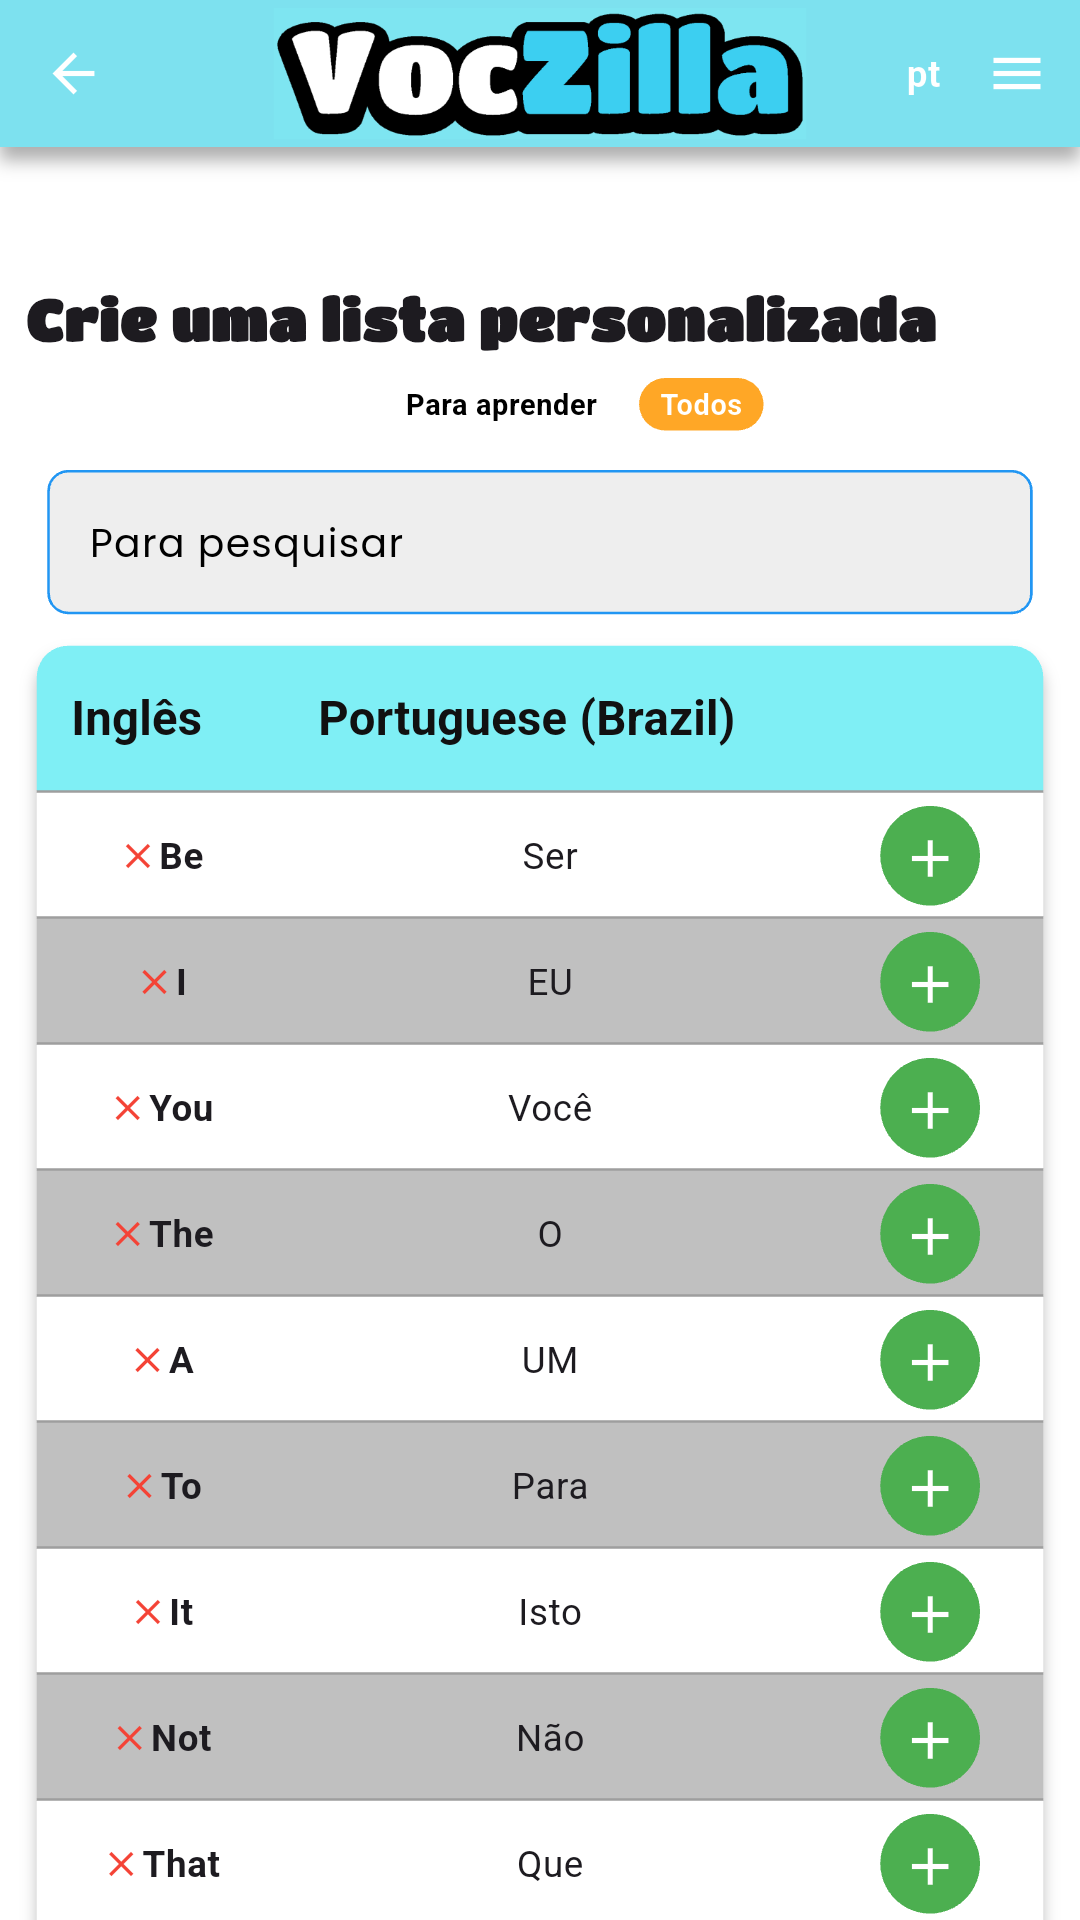 VocZilla
pt
Crie uma lista personalizada
Para aprender Todos
Para pesquisar
Inglês Portuguese (Brazil)
Be Ser
I EU
You Você
The O
A UM
To Para
It Isto
Not Não
That Que